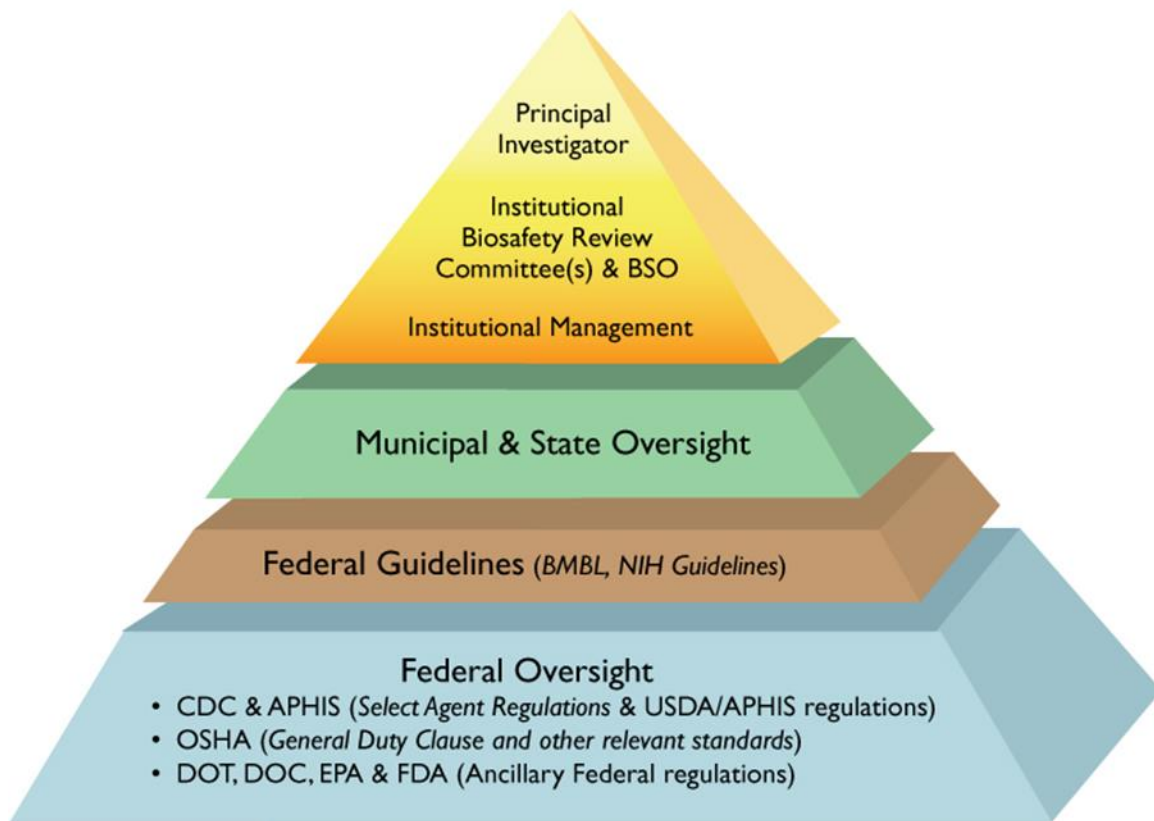 Principal
Investigator
Institutional
Biosafety Review
Committee(s) & BSO
Institutional Management
Municipal & State Oversight
Federal Guidelines (BMBL, NIH Guidelines)
Federal Oversight
• CDC & APHIS (Select Agent Regulations & USDA/APHIS regulations)
• OSHA (General Duty Clause and other relevant standards)
• DOT, DOC, EPA & FDA (Ancillary Federal regulations)